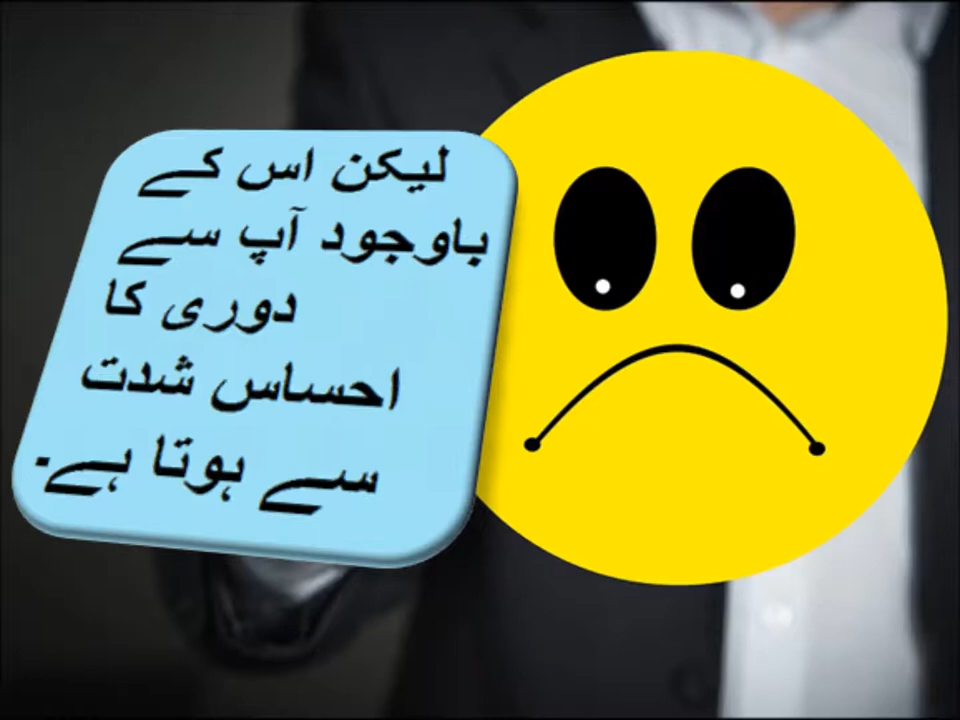 لیکن اس کے
باوجود آپ سے
دوری کا
احساس شدت
سے ہوتا ہے۔